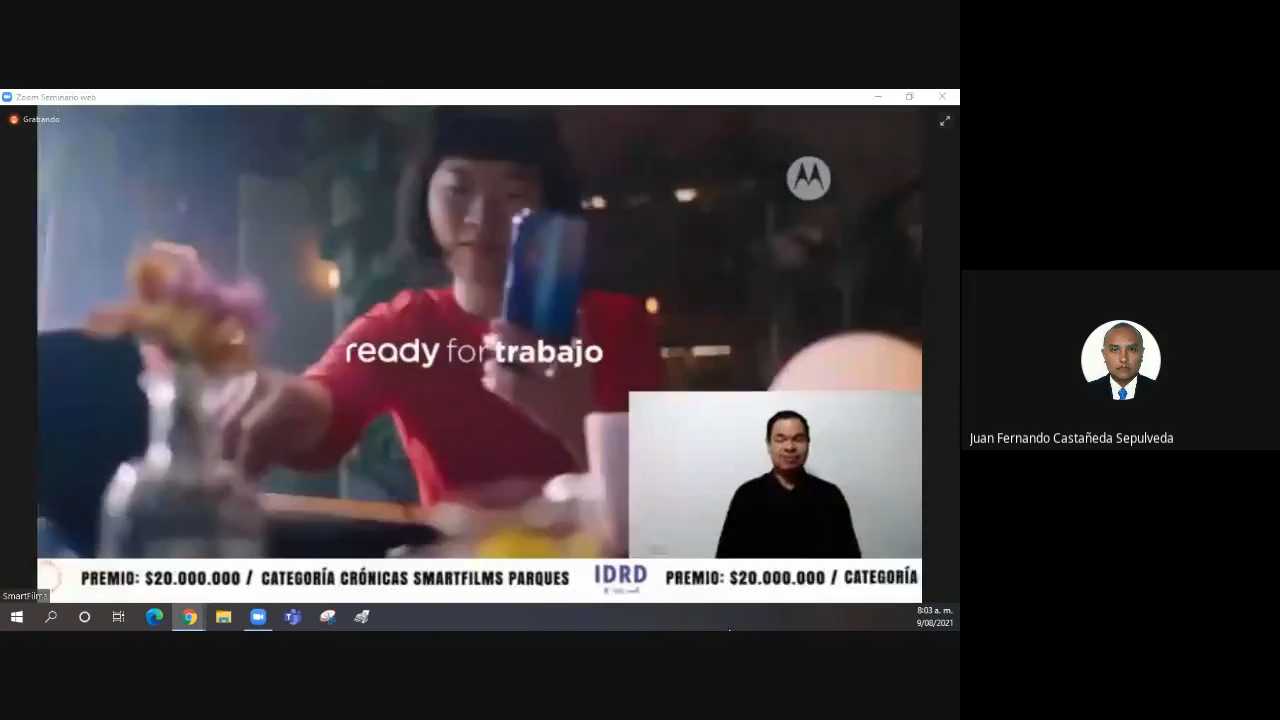 Zoom Seminario web
Grabando
ready for trabajo
PREMIO: $20.000.000 / CATEGORÍA CRÓNICAS SMARTFILMS PARQUES IDRD PREMIO: $20.000.000 / CATEGORÍA
SmartFilms
8:03 a. m.
9/08/2021
Juan Fernando Castañeda Sepulveda